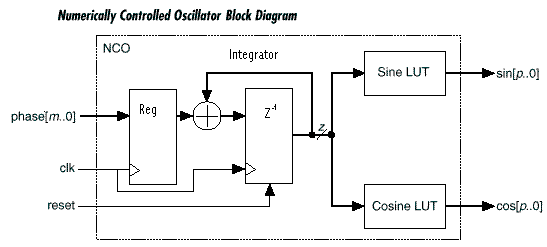 Numerically Controlled Oscillator Block Diagram
NCO
Integrator
Sine LUT
sin[p..0]
phase[m..0]
Reg
Z⁻¹
z
clk
reset
Cosine LUT
cos[p..0]